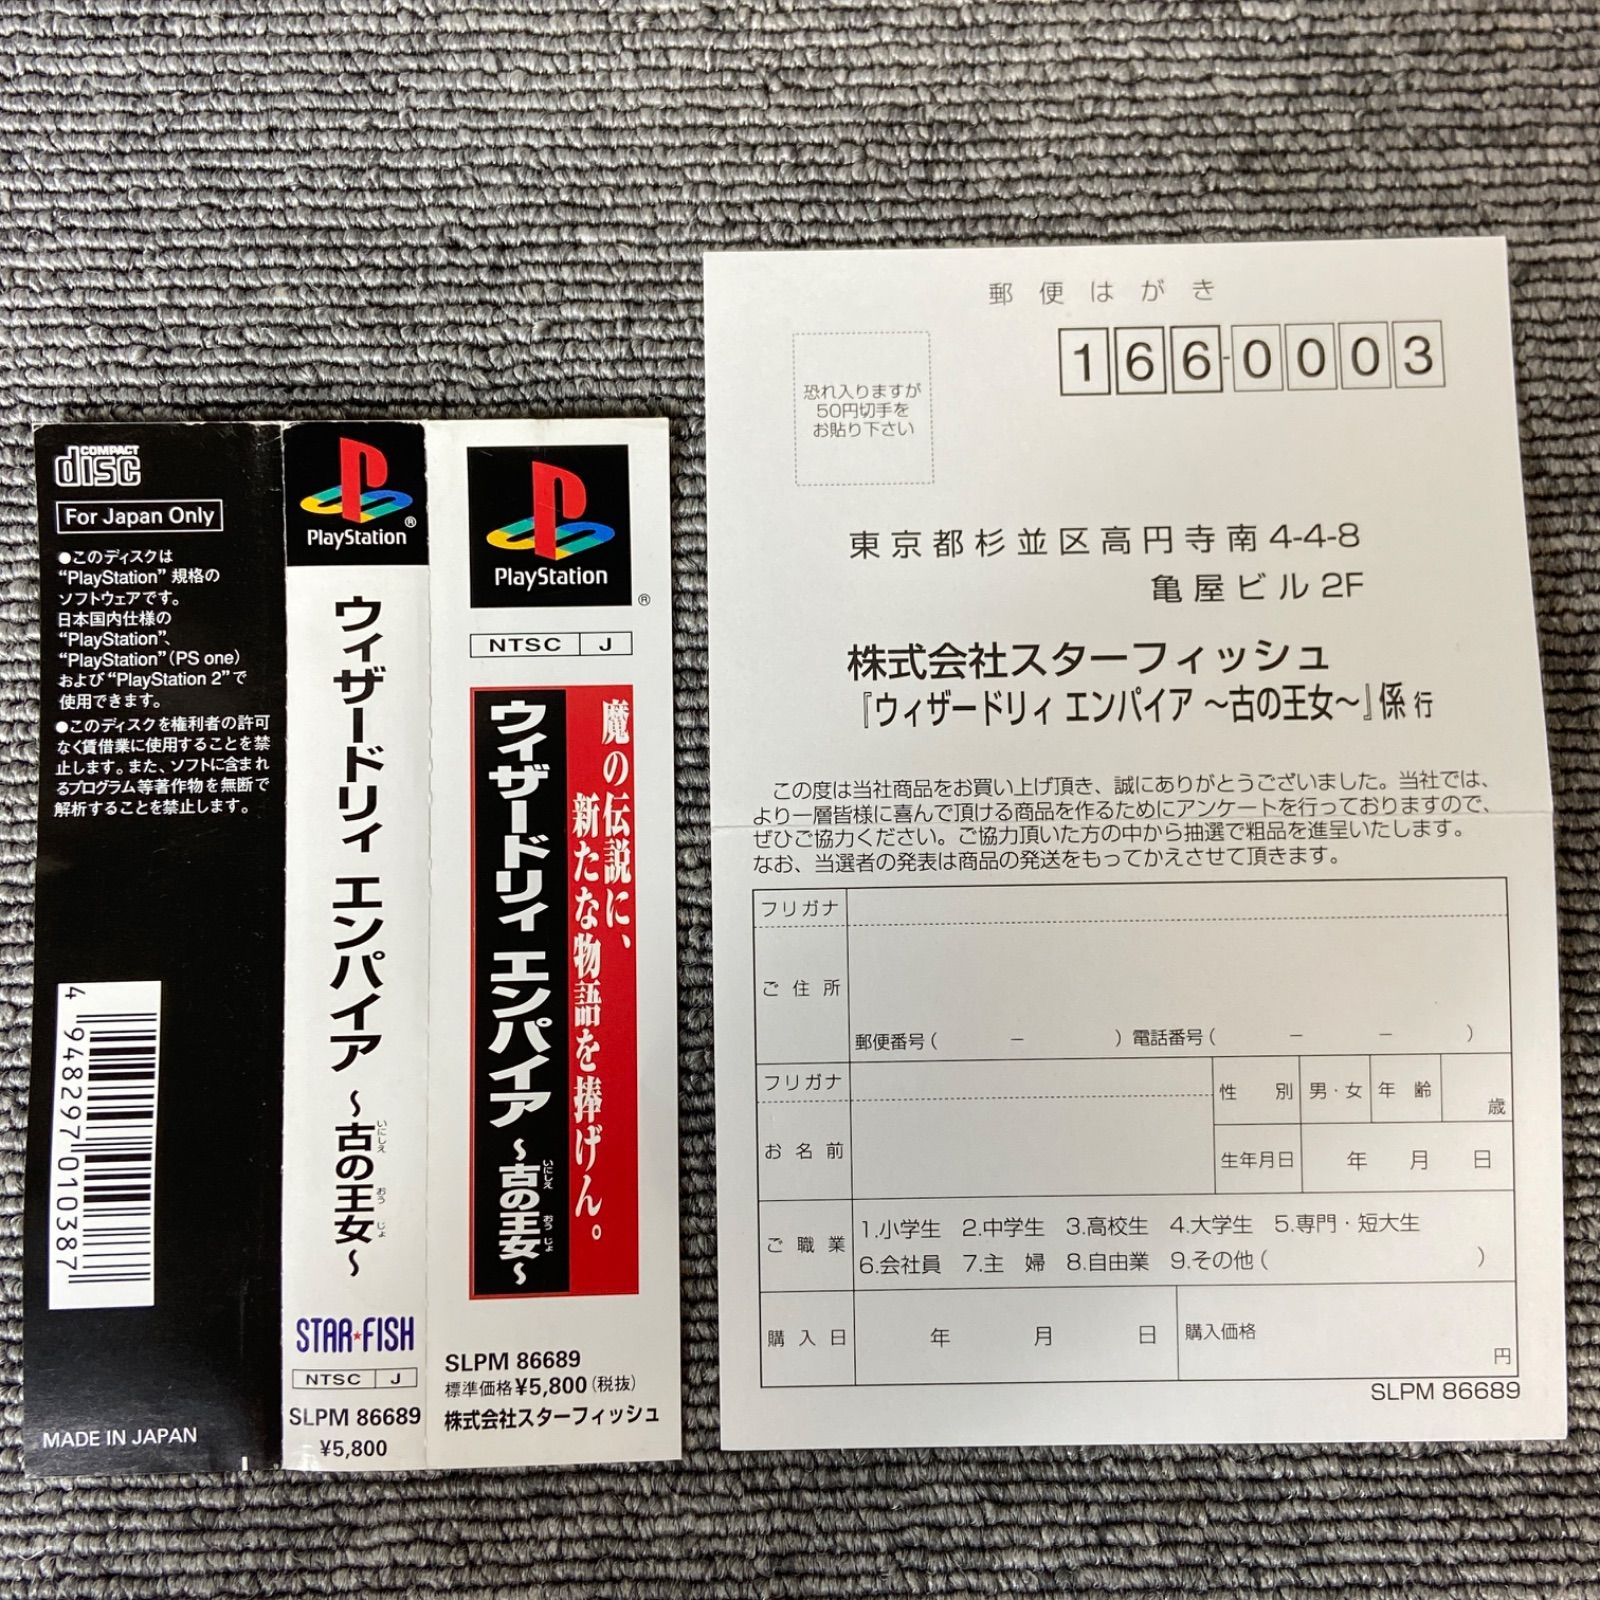 COMPACT
disc
For Japan Only
●このディスクは
“PlayStation” 規格の
ソフトウェアです。
日本国内仕様の
“PlayStation”、
“PlayStation”（PS one）
および“PlayStation 2”で
使用できます。
●このディスクを権利者の許可
なく賃借業に使用することを禁
止します。また、ソフトに含まれ
るプログラム等著作物を無断で
解析することを禁止します。
4 948297 010387
MADE IN JAPAN
PlayStation®
ウィザードリィ エンパイア ～古の王女～
いにしえ おうじょ
STAR★FISH
NTSC J
SLPM 86689
¥5,800
PlayStation
®
NTSC J
魔の伝説に、
新たな物語を捧げん。
ウィザードリィ エンパイア ～古の王女～
いにしえ おうじょ
SLPM 86689
標準価格¥5,800（税抜）
株式会社スターフィッシュ
郵便はがき
166-0003
恐れ入りますが
50円切手を
お貼り下さい
東京都杉並区高円寺南4-4-8
亀屋ビル2F
株式会社スターフィッシュ
『ウィザードリィ エンパイア ～古の王女～』係 行
この度は当社商品をお買い上げ頂き、誠にありがとうございました。当社では、
より一層皆様に喜んで頂ける商品を作るためにアンケートを行っておりますので、
ぜひご協力ください。ご協力頂いた方の中から抽選で粗品を進呈いたします。
なお、当選者の発表は商品の発送をもってかえさせて頂きます。
フリガナ
ご住所
郵便番号（　　－　　）電話番号（　　－　　－　　）
フリガナ
性別 男・女 年齢 歳
お名前
生年月日 年 月 日
ご職業
1.小学生 2.中学生 3.高校生 4.大学生 5.専門・短大生
6.会社員 7.主婦 8.自由業 9.その他（　　）
購入日 年 月 日 購入価格 円
SLPM 86689